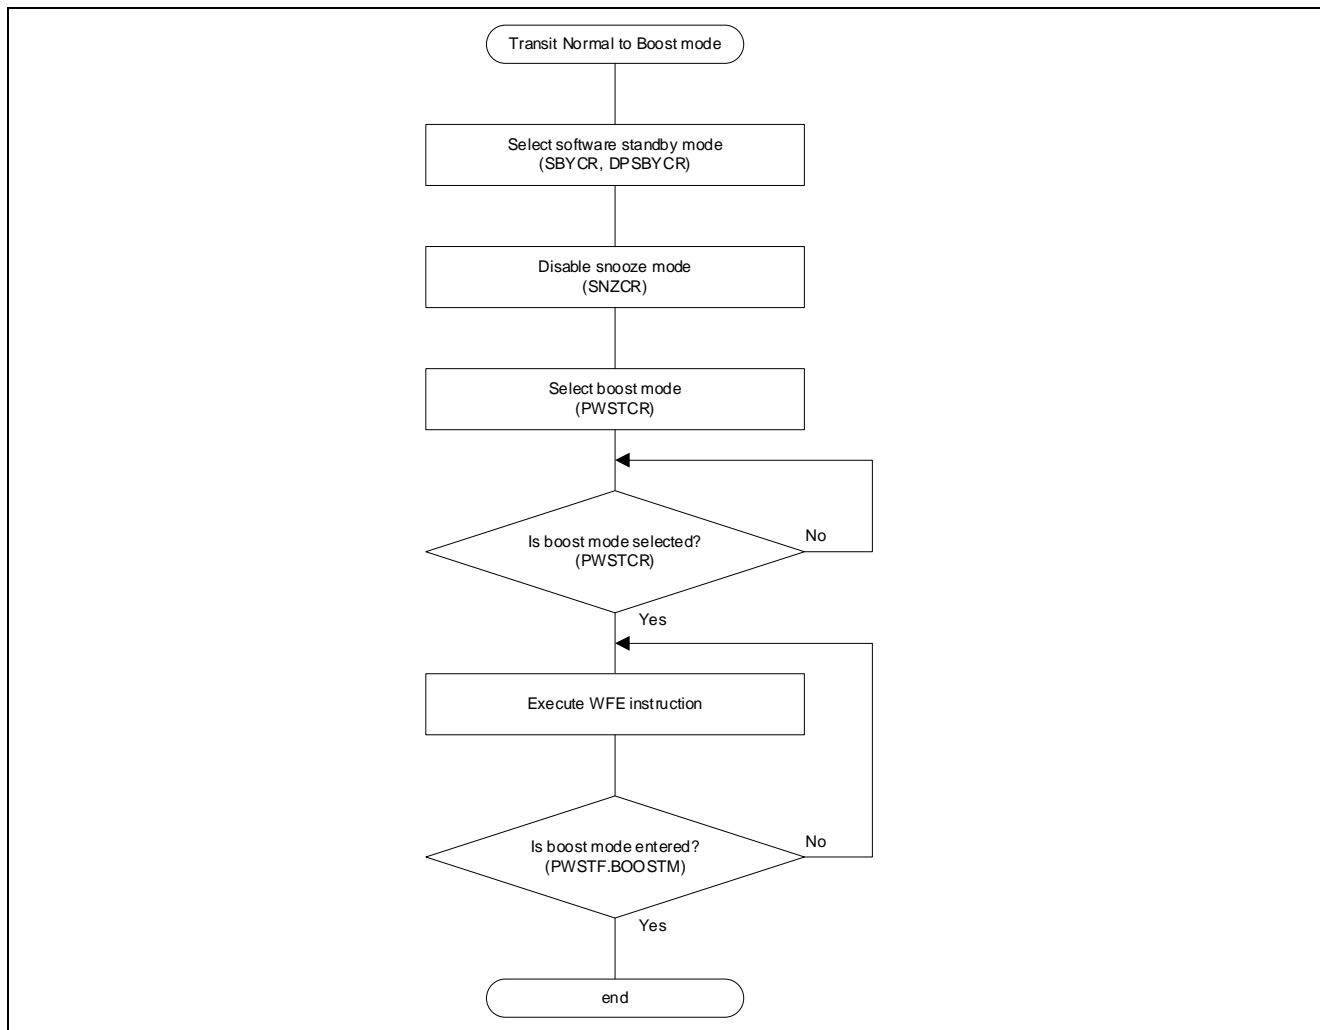 Transit Normal to Boost mode
Select software standby mode
(SBYCR, DPSBYCR)
Disable snooze mode
(SNZCR)
Select boost mode
(PWSTCR)
Is boost mode selected?
(PWSTCR)
No
Yes
Execute WFE instruction
Is boost mode entered?
(PWSTF.BOOSTM)
No
Yes
end